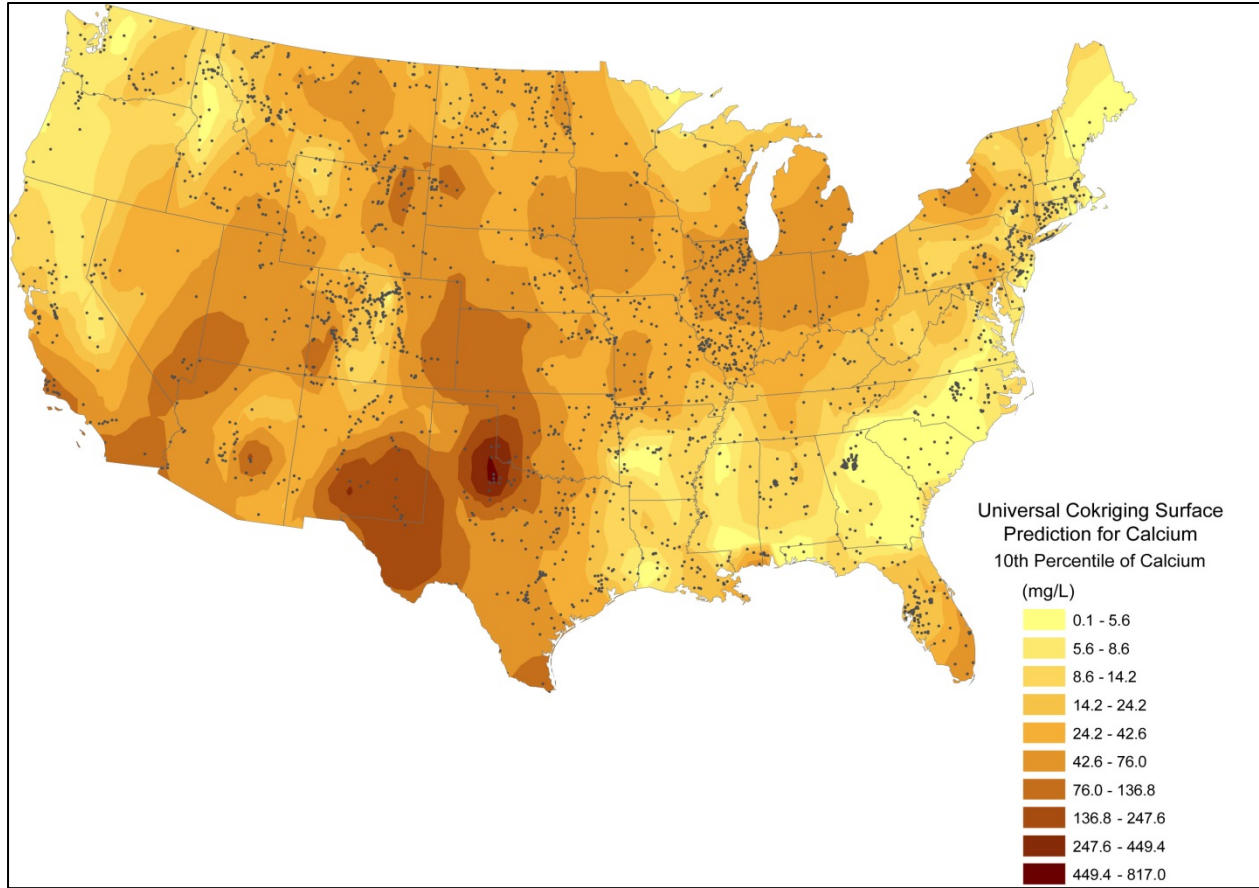 Universal Cokriging Surface
Prediction for Calcium
10th Percentile of Calcium
(mg/L)
0.1 - 5.6
5.6 - 8.6
8.6 - 14.2
14.2 - 24.2
24.2 - 42.6
42.6 - 76.0
76.0 - 136.8
136.8 - 247.6
247.6 - 449.4
449.4 - 817.0